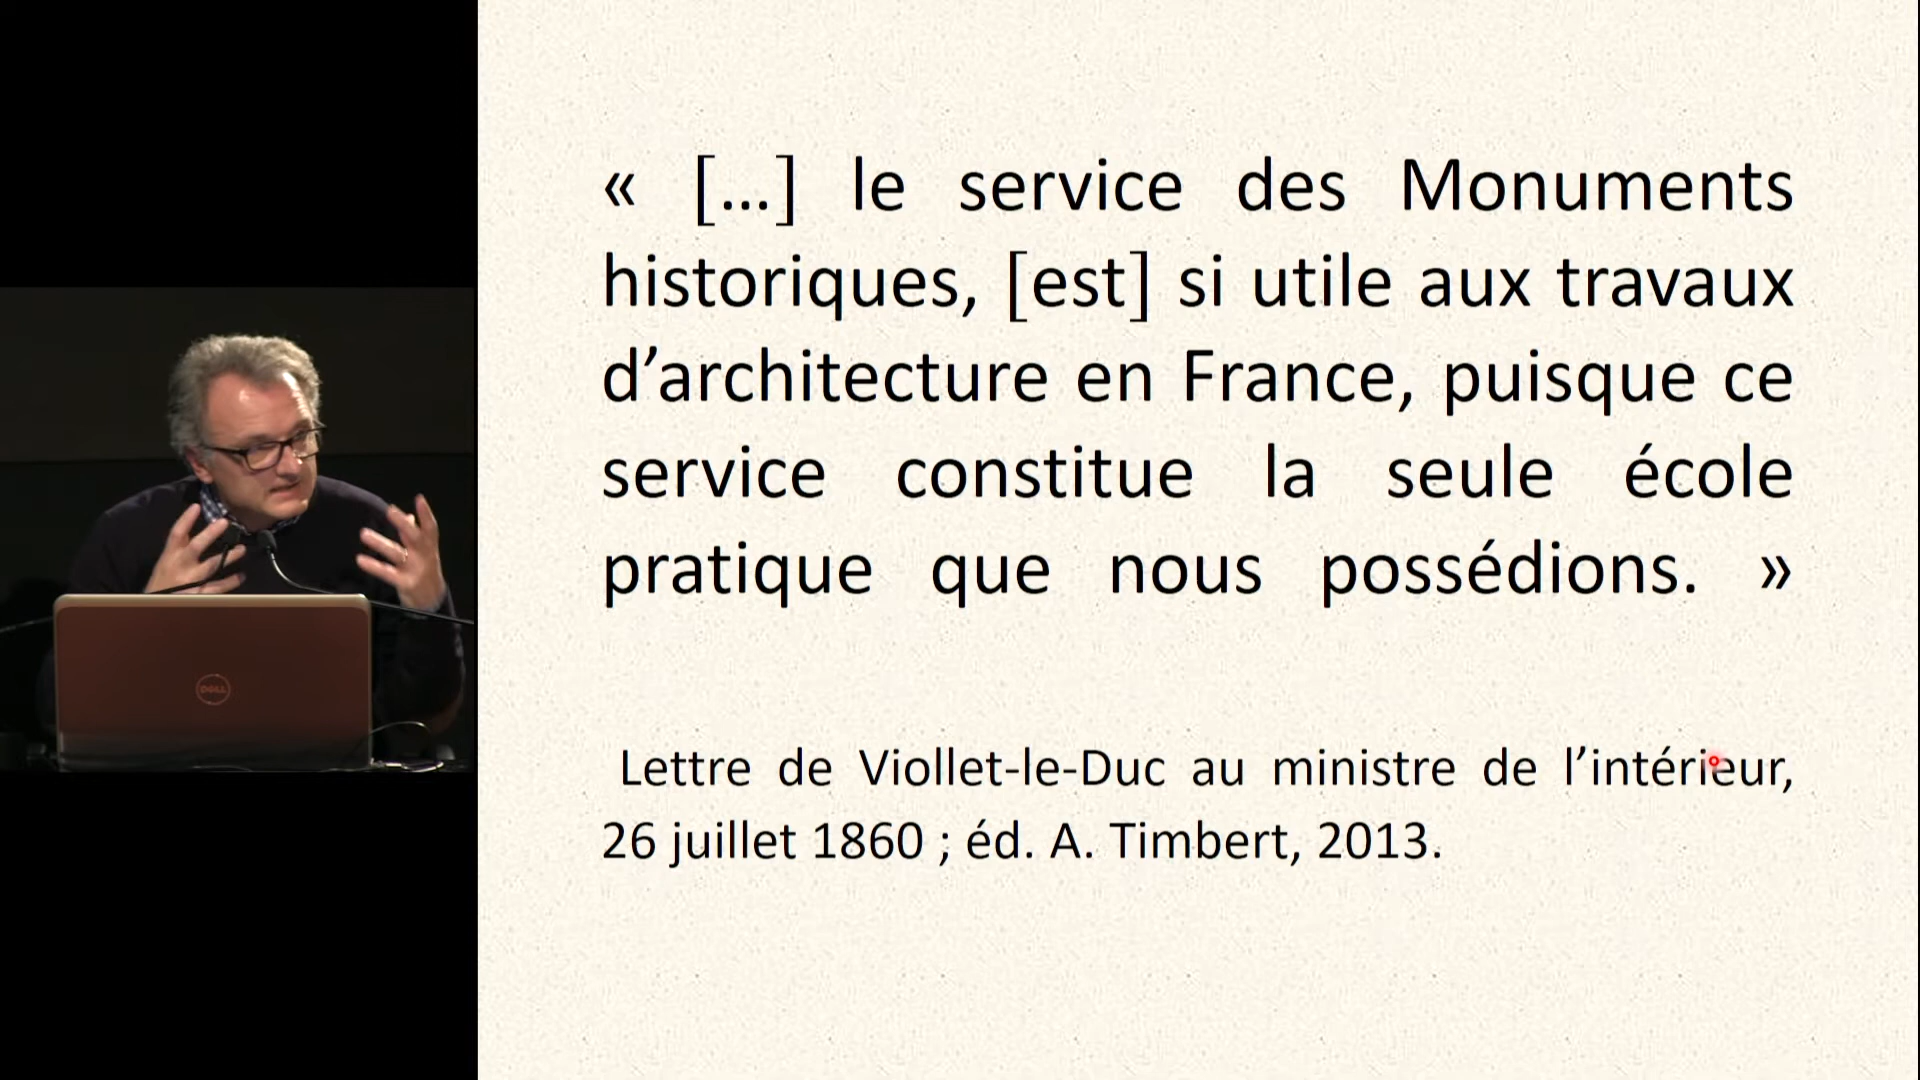 « […] le service des Monuments
historiques, [est] si utile aux travaux
d’architecture en France, puisque ce
service constitue la seule école
pratique que nous possédions. »
Lettre de Viollet-le-Duc au ministre de l’intérieur,
26 juillet 1860 ; éd. A. Timbert, 2013.
DELL